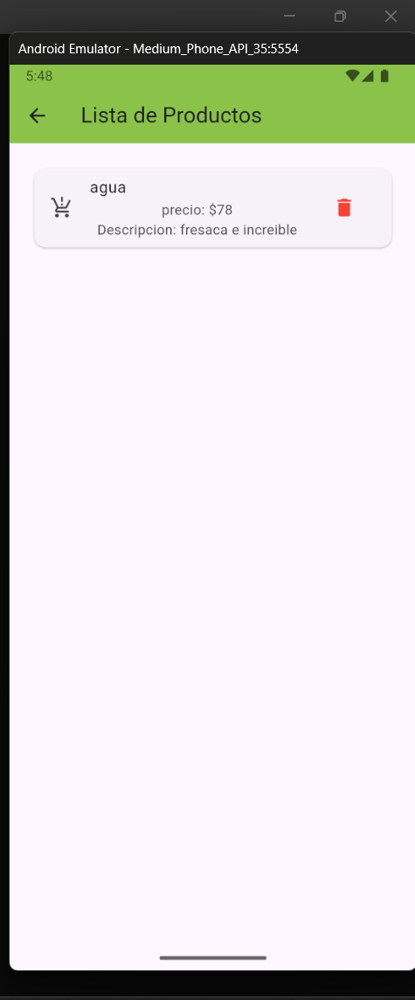 Android Emulator - Medium_Phone_API_35:5554
5:48
Lista de Productos
agua
precio: $78
Descripcion: fresaca e increible